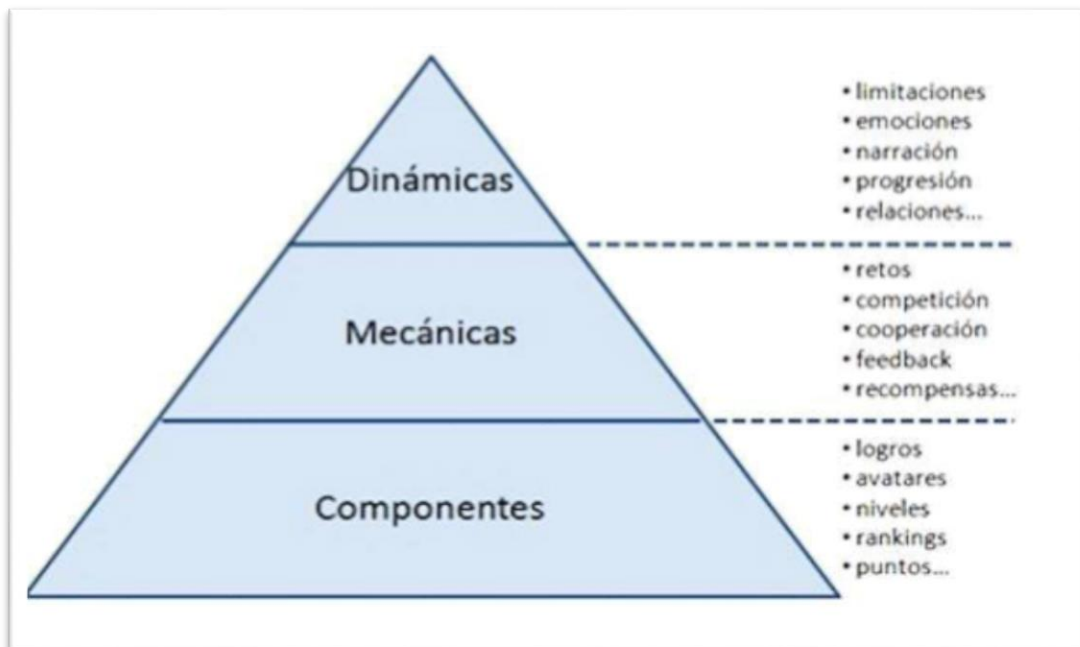 • limitaciones
• emociones
• narración
• progresión
• relaciones...
Dinámicas
• retos
• competición
• cooperación
• feedback
• recompensas...
Mecánicas
• logros
• avatares
• niveles
• rankings
• puntos...
Componentes